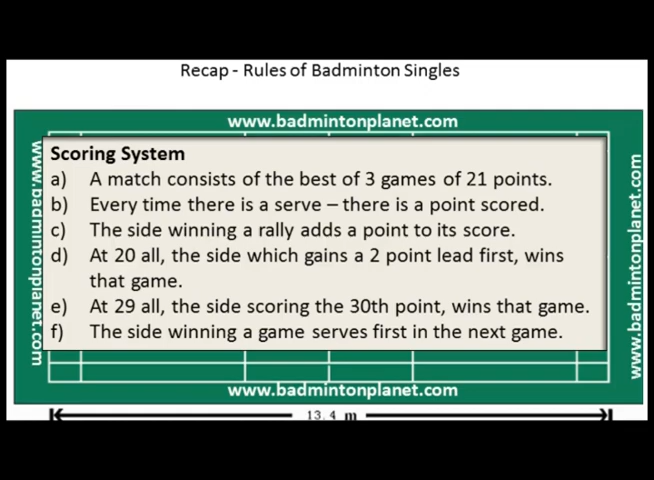 Recap - Rules of Badminton Singles
www.badmintonplanet.com
www.badmintonplanet.com
Scoring System
a) A match consists of the best of 3 games of 21 points.
b) Every time there is a serve – there is a point scored.
c) The side winning a rally adds a point to its score.
d) At 20 all, the side which gains a 2 point lead first, wins
that game.
e) At 29 all, the side scoring the 30th point, wins that game.
f) The side winning a game serves first in the next game.
www.badmintonplanet.com
www.badmintonplanet.com
13.4 m